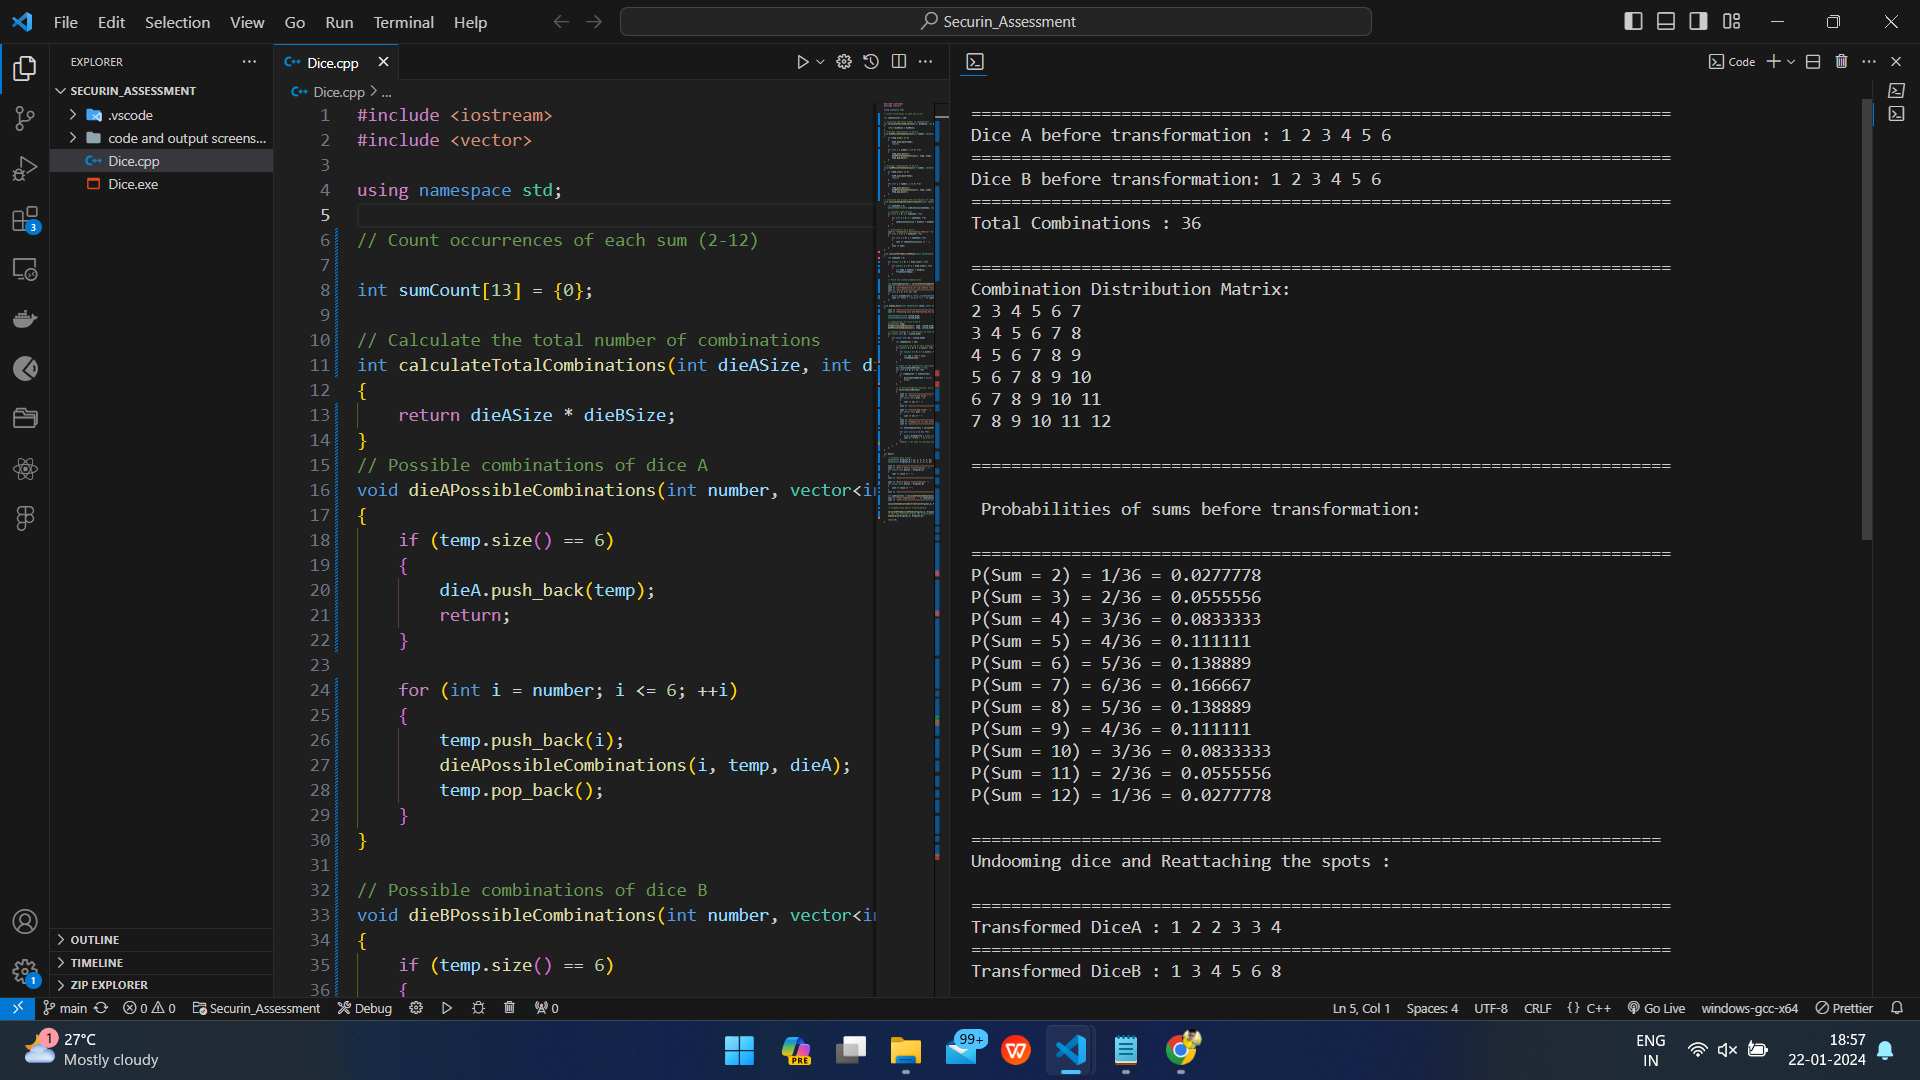 File Edit Selection View Go Run Terminal Help
Securin_Assessment
EXPLORER
SECURIN_ASSESSMENT
.vscode
code and output screens...
Dice.cpp
Dice.exe
OUTLINE
TIMELINE
ZIP EXPLORER
3
1
Dice.cpp
Dice.cpp > ...
1 #include <iostream>
2 #include <vector>
3
4 using namespace std;
5
6 // Count occurrences of each sum (2-12)
7
8 int sumCount[13] = {0};
9
10 // Calculate the total number of combinations
11 int calculateTotalCombinations(int dieASize, int di
12 {
13 return dieASize * dieBSize;
14 }
15 // Possible combinations of dice A
16 void dieAPossibleCombinations(int number, vector<in
17 {
18 if (temp.size() == 6)
19 {
20 dieA.push_back(temp);
21 return;
22 }
23
24 for (int i = number; i <= 6; ++i)
25 {
26 temp.push_back(i);
27 dieAPossibleCombinations(i, temp, dieA);
28 temp.pop_back();
29 }
30 }
31
32 // Possible combinations of dice B
33 void dieBPossibleCombinations(int number, vector<in
34 {
35 if (temp.size() == 6)
36 {
Code
======================================================================
Dice A before transformation : 1 2 3 4 5 6
======================================================================
Dice B before transformation: 1 2 3 4 5 6
======================================================================
Total Combinations : 36
======================================================================
Combination Distribution Matrix:
2 3 4 5 6 7
3 4 5 6 7 8
4 5 6 7 8 9
5 6 7 8 9 10
6 7 8 9 10 11
7 8 9 10 11 12
======================================================================
Probabilities of sums before transformation:
======================================================================
P(Sum = 2) = 1/36 = 0.0277778
P(Sum = 3) = 2/36 = 0.0555556
P(Sum = 4) = 3/36 = 0.0833333
P(Sum = 5) = 4/36 = 0.111111
P(Sum = 6) = 5/36 = 0.138889
P(Sum = 7) = 6/36 = 0.166667
P(Sum = 8) = 5/36 = 0.138889
P(Sum = 9) = 4/36 = 0.111111
P(Sum = 10) = 3/36 = 0.0833333
P(Sum = 11) = 2/36 = 0.0555556
P(Sum = 12) = 1/36 = 0.0277778
=====================================================================
Undooming dice and Reattaching the spots :
======================================================================
Transformed DiceA : 1 2 2 3 3 4
======================================================================
Transformed DiceB : 1 3 4 5 6 8
main 0 0 Securin_Assessment Debug 0 Ln 5, Col 1 Spaces: 4 UTF-8 CRLF {} C++ Go Live windows-gcc-x64 Prettier
1 27°C
Mostly cloudy
PRE
99+
W
ENG
IN
18:57
22-01-2024